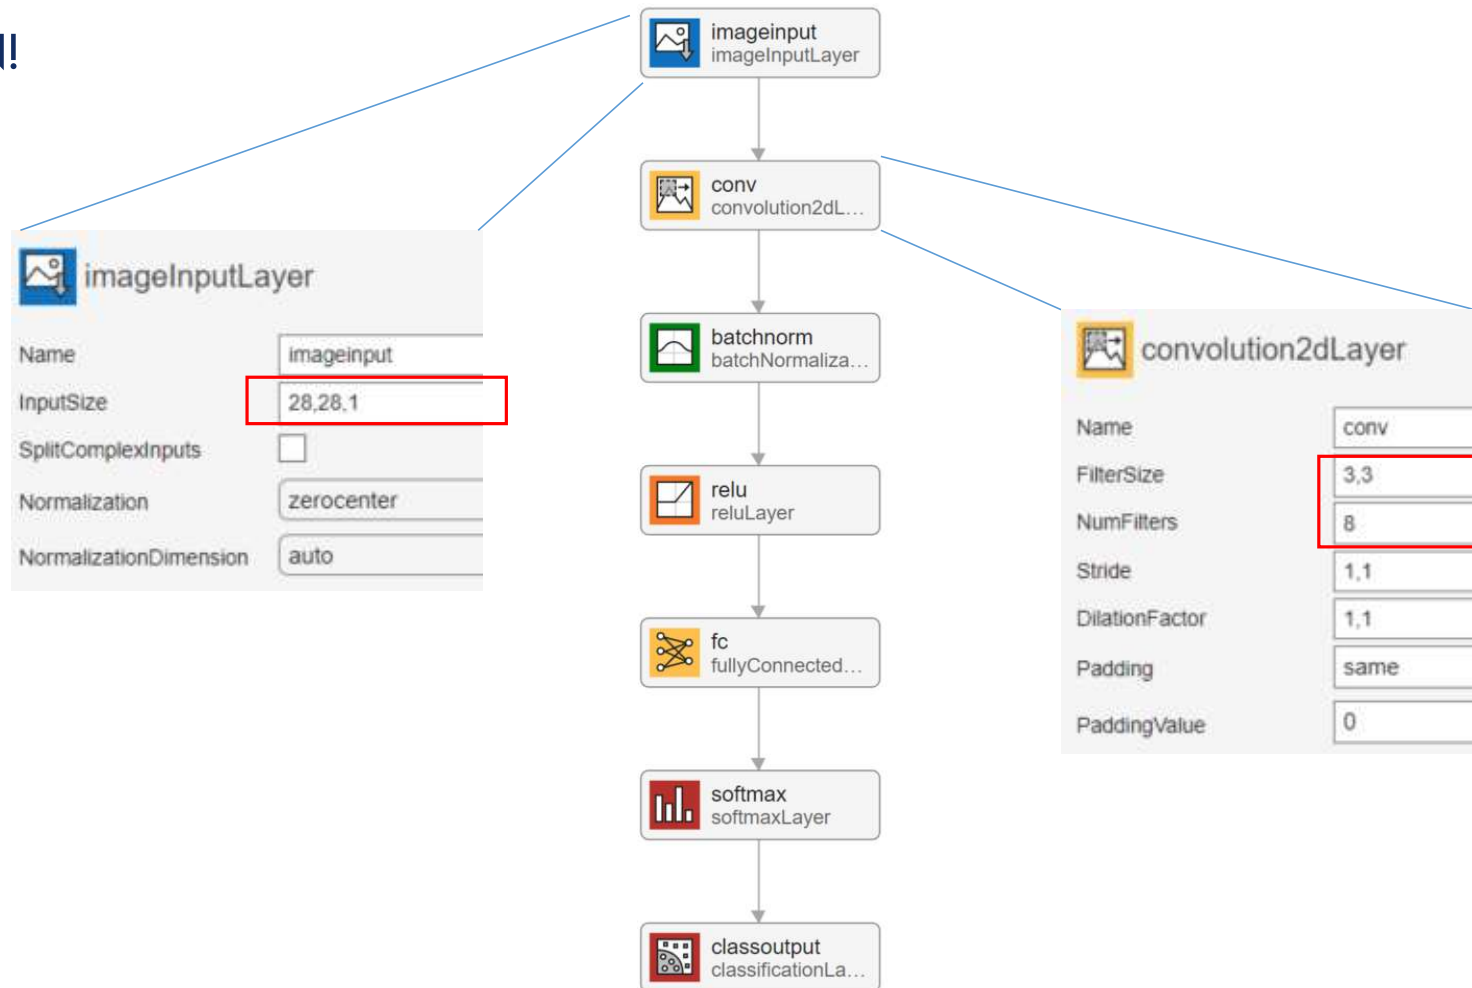 !
imageinput
imageInputLayer
conv
convolution2dL...
batchnorm
batchNormaliza...
relu
reluLayer
fc
fullyConnected...
softmax
softmaxLayer
classoutput
classificationLa...
imageInputLayer
Name imageinput
InputSize 28,28,1
SplitComplexInputs
Normalization zerocenter
NormalizationDimension auto
convolution2dLayer
Name conv
FilterSize 3,3
NumFilters 8
Stride 1,1
DilationFactor 1,1
Padding same
PaddingValue 0